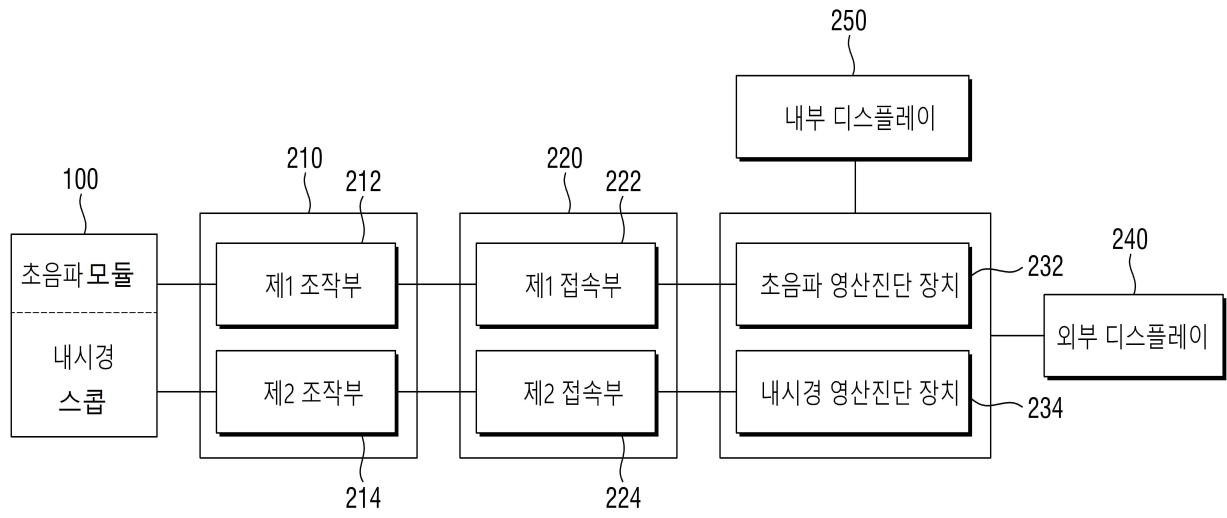 250
내부 디스플레이
210
220
100
212
222
초음파 모듈
제1 조작부
제1 접속부
초음파 영산진단 장치
232
240
외부 디스플레이
내시경
스콥
제2 조작부
제2 접속부
내시경 영산진단 장치
234
214
224